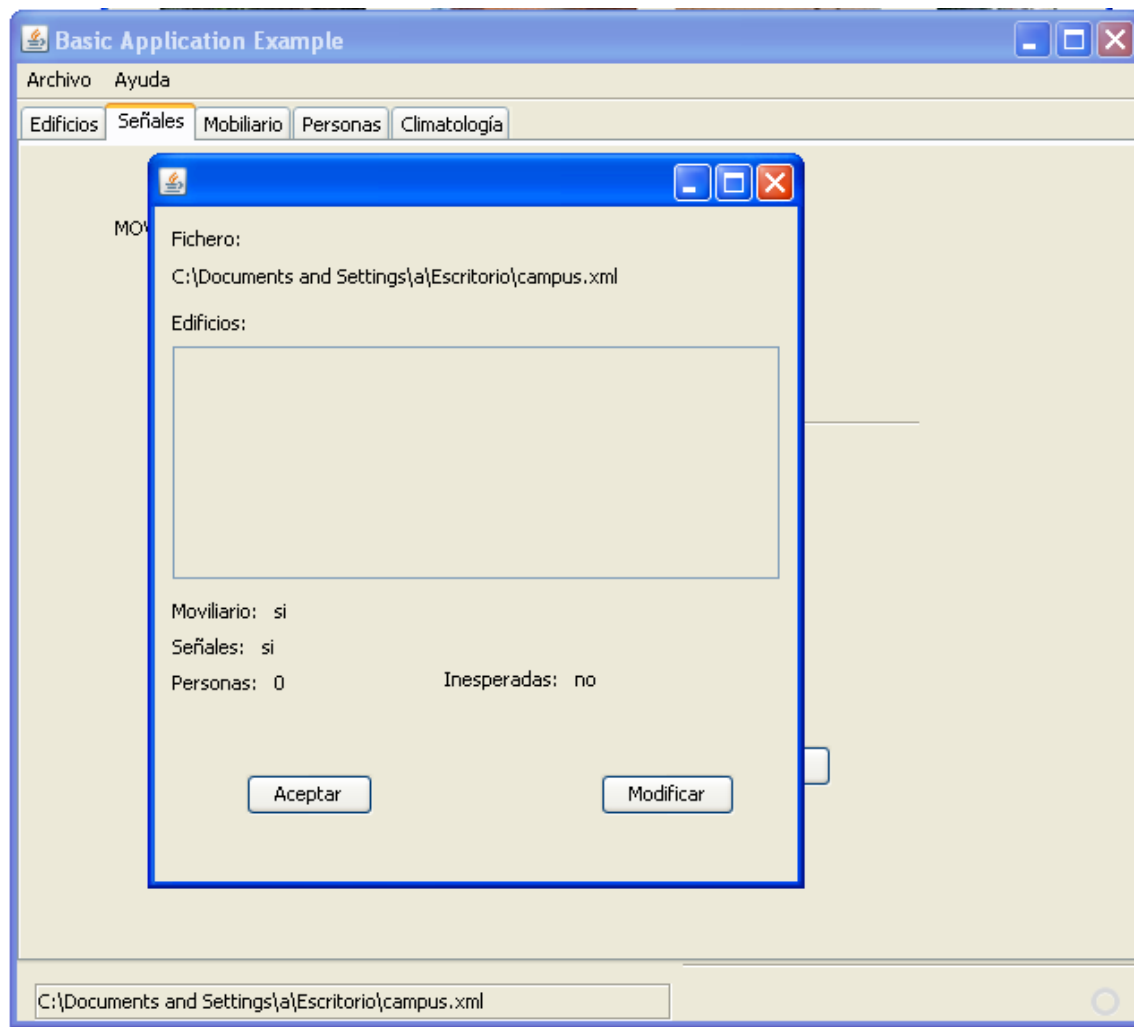 Basic Application Example
Archivo Ayuda
Edificios Señales Mobiliario Personas Climatología
MOV
Fichero:
C:\Documents and Settings\a\Escritorio\campus.xml
Edificios:
Moviliario: si
Señales: si
Personas: 0 Inesperadas: no
Aceptar Modificar
C:\Documents and Settings\a\Escritorio\campus.xml